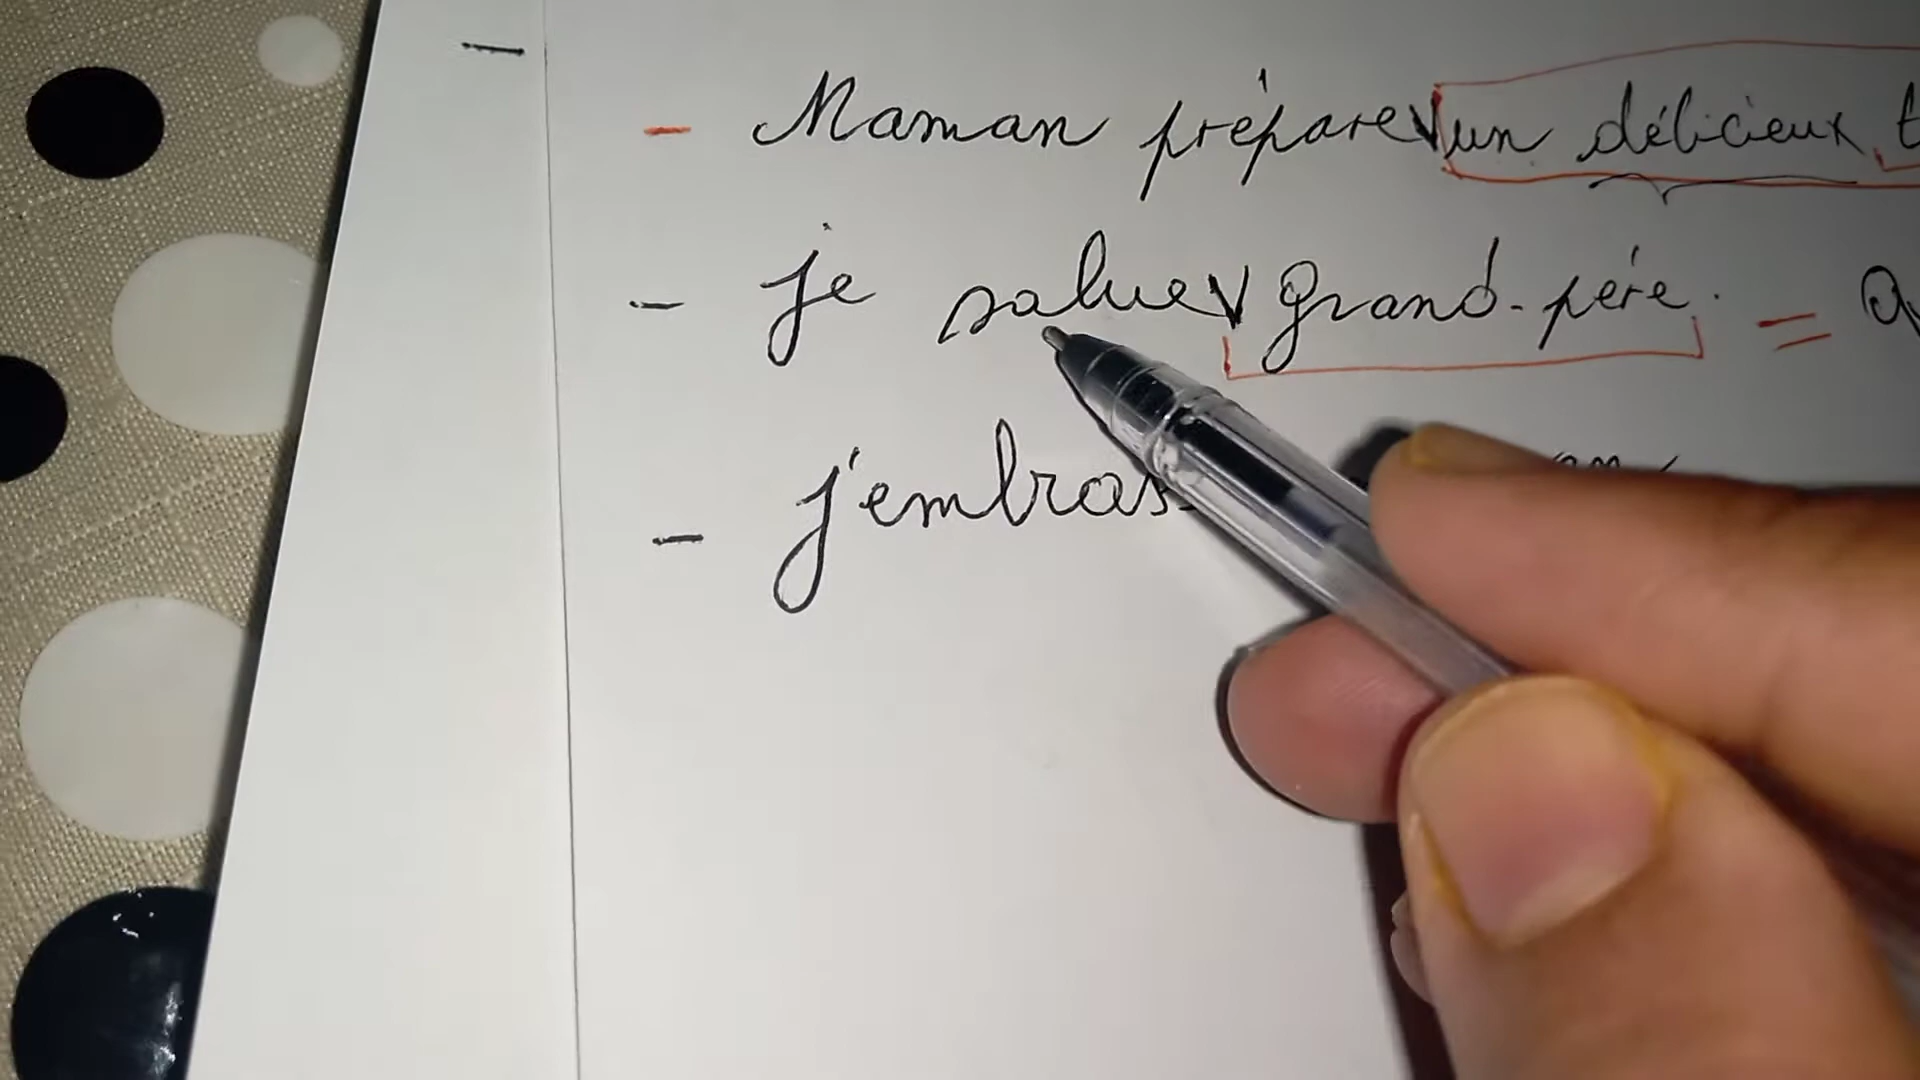 - Maman prépare un délicieux
- je salue grand-père. =
- j'embras